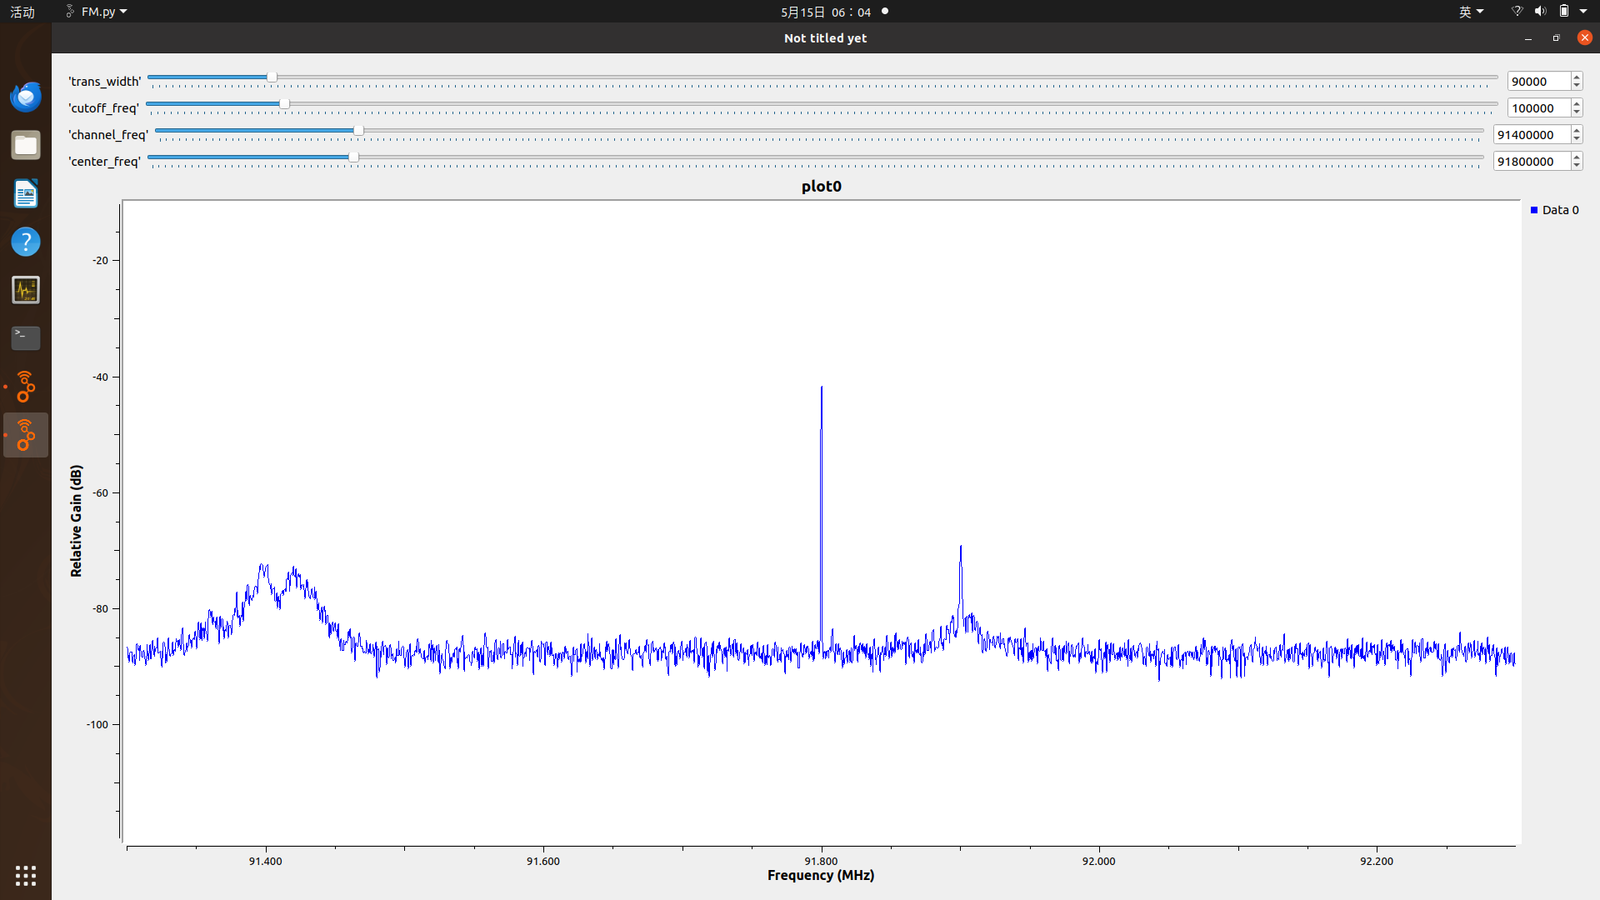 活动 FM.py 5月15日 06：04 英
Not titled yet
'trans_width' 90000
'cutoff_freq' 100000
'channel_freq' 91400000
'center_freq' 91800000
plot0
Data 0
-20
-40
-60
-80
-100
Relative Gain (dB)
91.400 91.600 91.800 92.000 92.200
Frequency (MHz)